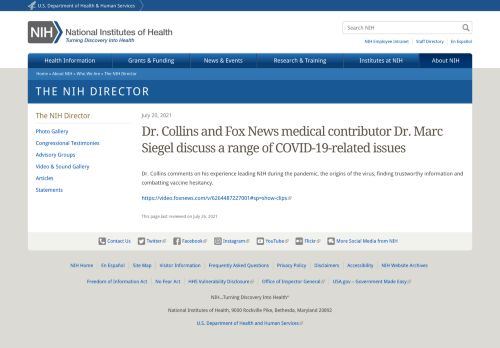 U.S. Department of Health & Human Services
NIH National Institutes of Health
Turning Discovery Into Health
Search NIH
NIH Employee Intranet | Staff Directory | En Español
Health Information Grants & Funding News & Events Research & Training Institutes at NIH About NIH
Home » About NIH » Who We Are » The NIH Director
THE NIH DIRECTOR
The NIH Director
Photo Gallery
Congressional Testimonies
Advisory Groups
Video & Sound Gallery
Articles
Statements
July 20, 2021
Dr. Collins and Fox News medical contributor Dr. Marc
Siegel discuss a range of COVID-19-related issues
Dr. Collins comments on his experience leading NIH during the pandemic, the origins of the virus, finding trustworthy information and
combatting vaccine hesitancy.
https://video.foxnews.com/v/6264487227001#sp=show-clips
This page last reviewed on July 26, 2021
Contact Us Twitter Facebook Instagram YouTube Flickr More Social Media from NIH
NIH Home | En Español | Site Map | Visitor Information | Frequently Asked Questions | Privacy Policy | Disclaimers | Accessibility | NIH Website Archives
Freedom of Information Act | No Fear Act | HHS Vulnerability Disclosure | Office of Inspector General | USA.gov – Government Made Easy
NIH...Turning Discovery Into Health®
National Institutes of Health, 9000 Rockville Pike, Bethesda, Maryland 20892
U.S. Department of Health and Human Services